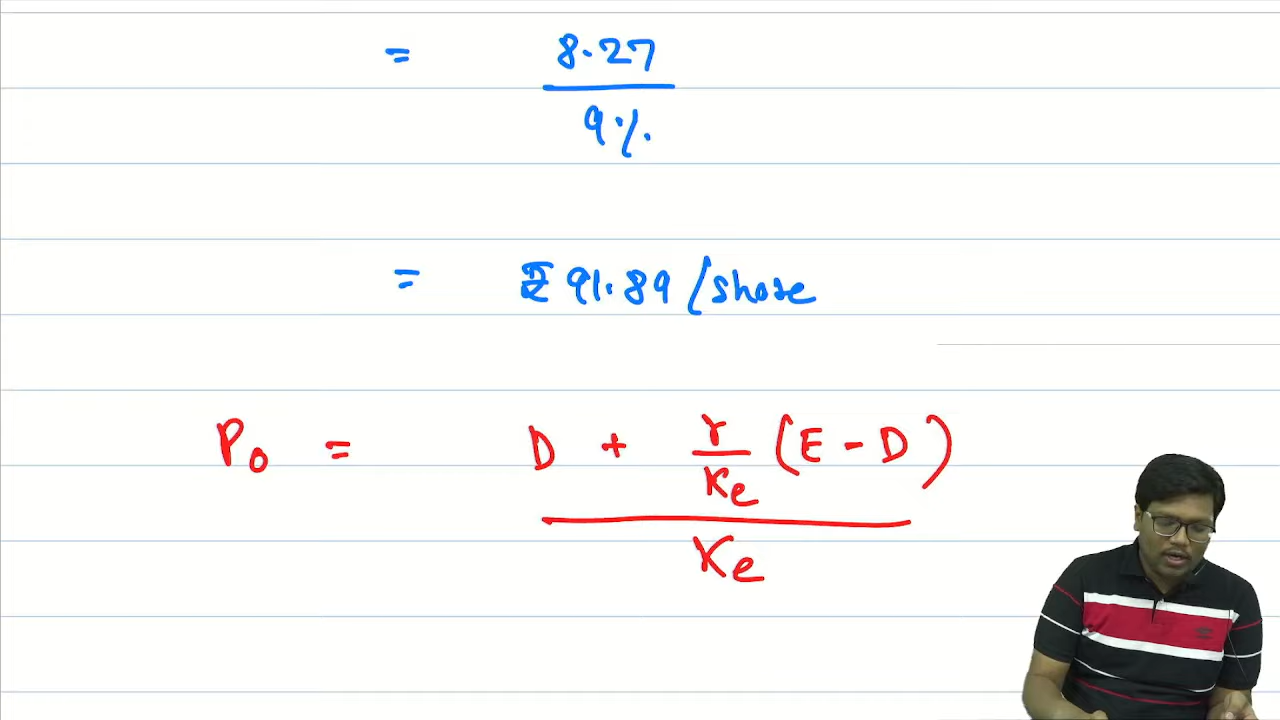 = 8.27 / 9%
= ₹ 91.89 /share
P₀ = D + r/Ke (E - D) / Ke